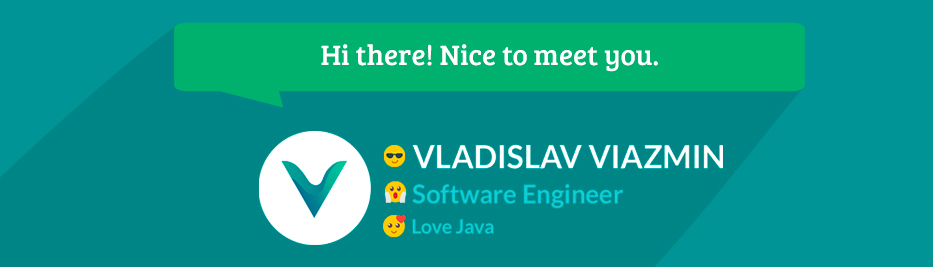 Hi there! Nice to meet you.
VLADISLAV VIAZMIN
Software Engineer
Love Java